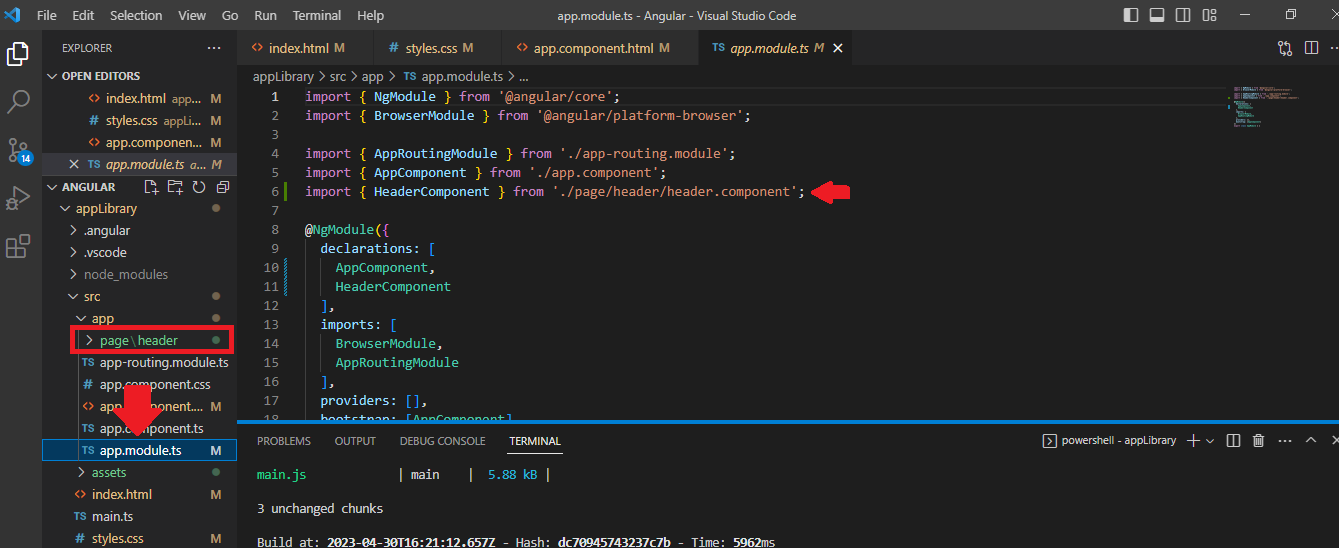 File Edit Selection View Go Run Terminal Help
app.module.ts - Angular - Visual Studio Code
EXPLORER
OPEN EDITORS
index.html app... M
styles.css appLi... M
app.componen... M
app.module.ts a... M
ANGULAR
appLibrary
.angular
.vscode
node_modules
src
app
page\header
app-routing.module.ts
app.component.css
app.component.... M
app.component.ts
app.module.ts M
assets
index.html M
main.ts
styles.css M
14
index.html M
styles.css M
app.component.html M
TS app.module.ts M
appLibrary > src > app > TS app.module.ts > ...
1 import { NgModule } from '@angular/core';
2 import { BrowserModule } from '@angular/platform-browser';
3
4 import { AppRoutingModule } from './app-routing.module';
5 import { AppComponent } from './app.component';
6 import { HeaderComponent } from './page/header/header.component';
7
8 @NgModule({
9 declarations: [
10 AppComponent,
11 HeaderComponent
12 ],
13 imports: [
14 BrowserModule,
15 AppRoutingModule
16 ],
17 providers: [],
18 bootstrap: [AppComponent]
PROBLEMS OUTPUT DEBUG CONSOLE TERMINAL
powershell - appLibrary
main.js | main | 5.88 kB |
3 unchanged chunks
Build at: 2023-04-30T16:21:12.657Z - Hash: dc70945743237c7b - Time: 5962ms